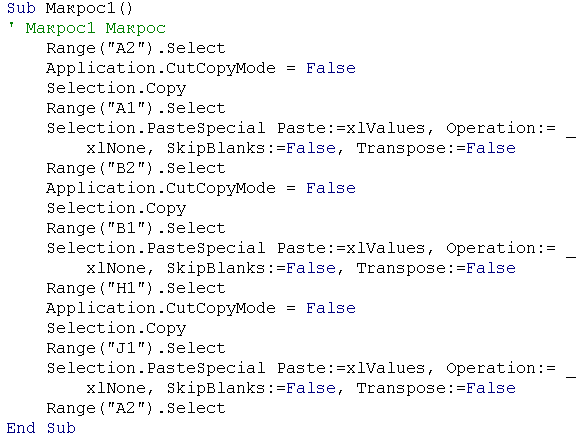 Sub Макрос1()
' Макрос1 Макрос
    Range("A2").Select
    Application.CutCopyMode = False
    Selection.Copy
    Range("A1").Select
    Selection.PasteSpecial Paste:=xlValues, Operation:= _
        xlNone, SkipBlanks:=False, Transpose:=False
    Range("B2").Select
    Application.CutCopyMode = False
    Selection.Copy
    Range("B1").Select
    Selection.PasteSpecial Paste:=xlValues, Operation:= _
        xlNone, SkipBlanks:=False, Transpose:=False
    Range("H1").Select
    Application.CutCopyMode = False
    Selection.Copy
    Range("J1").Select
    Selection.PasteSpecial Paste:=xlValues, Operation:= _
        xlNone, SkipBlanks:=False, Transpose:=False
    Range("A2").Select
End Sub